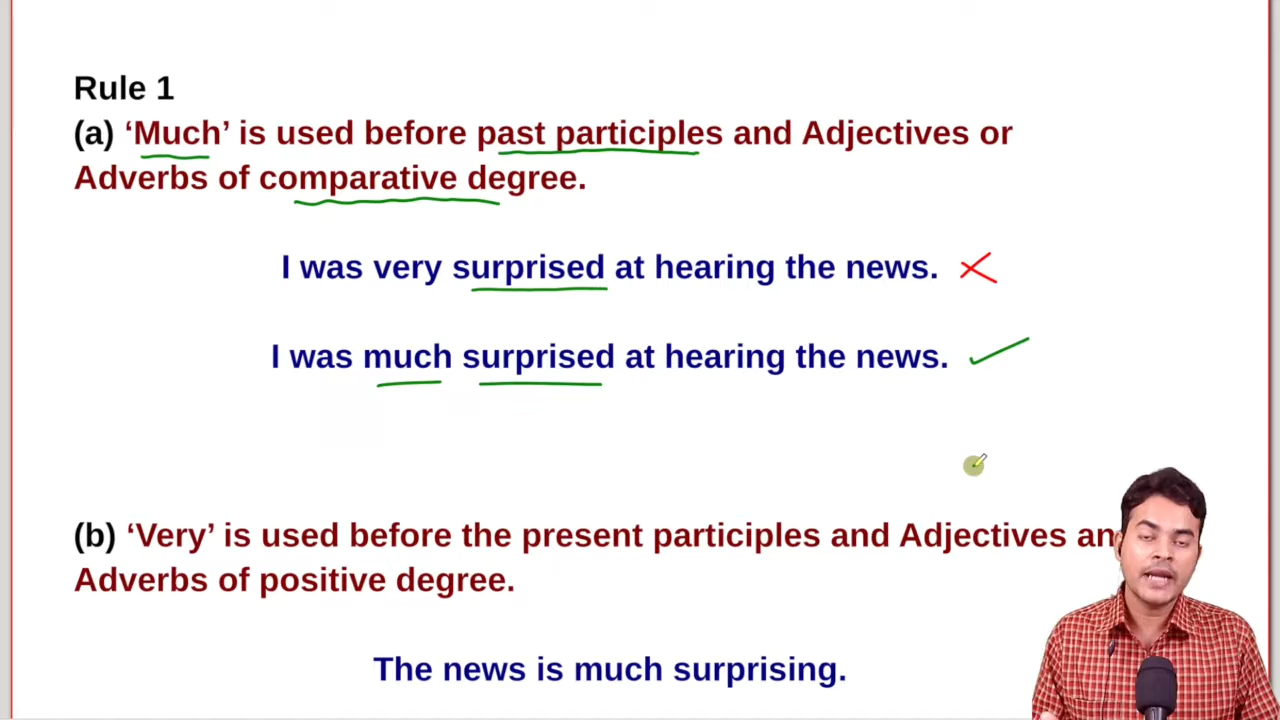 Rule 1
(a) ‘Much’ is used before past participles and Adjectives or
Adverbs of comparative degree.
I was very surprised at hearing the news.
I was much surprised at hearing the news.
(b) ‘Very’ is used before the present participles and Adjectives an
Adverbs of positive degree.
The news is much surprising.